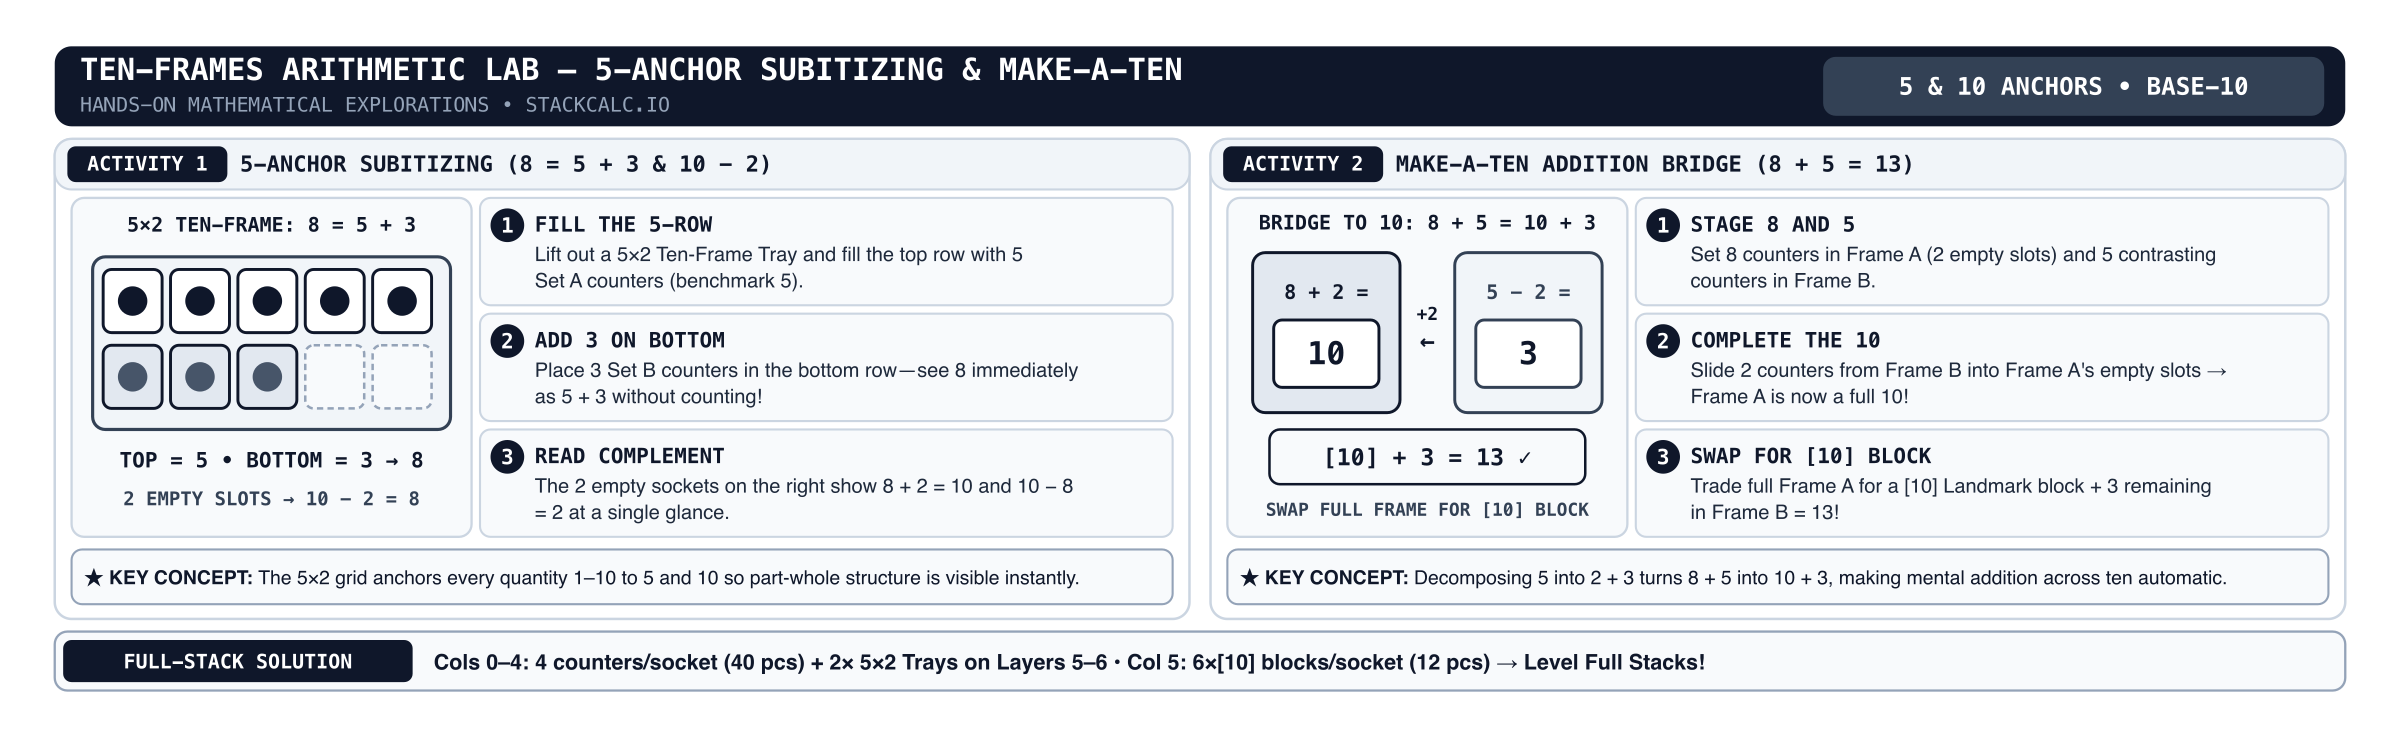 TEN–FRAMES ARITHMETIC LAB — 5–ANCHOR SUBITIZING & MAKE–A–TEN
HANDS–ON MATHEMATICAL EXPLORATIONS • STACKCALC.IO
5 & 10 ANCHORS • BASE–10
ACTIVITY 1
5–ANCHOR SUBITIZING (8 = 5 + 3 & 10 − 2)
5×2 TEN–FRAME: 8 = 5 + 3
TOP = 5 • BOTTOM = 3 → 8
2 EMPTY SLOTS → 10 − 2 = 8
1 FILL THE 5–ROW
Lift out a 5×2 Ten-Frame Tray and fill the top row with 5
Set A counters (benchmark 5).
2 ADD 3 ON BOTTOM
Place 3 Set B counters in the bottom row—see 8 immediately
as 5 + 3 without counting!
3 READ COMPLEMENT
The 2 empty sockets on the right show 8 + 2 = 10 and 10 − 8
= 2 at a single glance.
★ KEY CONCEPT: The 5×2 grid anchors every quantity 1–10 to 5 and 10 so part-whole structure is visible instantly.
ACTIVITY 2
MAKE–A–TEN ADDITION BRIDGE (8 + 5 = 13)
BRIDGE TO 10: 8 + 5 = 10 + 3
8 + 2 =
10
+2
←
5 − 2 =
3
[10] + 3 = 13 ✓
SWAP FULL FRAME FOR [10] BLOCK
1 STAGE 8 AND 5
Set 8 counters in Frame A (2 empty slots) and 5 contrasting
counters in Frame B.
2 COMPLETE THE 10
Slide 2 counters from Frame B into Frame A's empty slots →
Frame A is now a full 10!
3 SWAP FOR [10] BLOCK
Trade full Frame A for a [10] Landmark block + 3 remaining
in Frame B = 13!
★ KEY CONCEPT: Decomposing 5 into 2 + 3 turns 8 + 5 into 10 + 3, making mental addition across ten automatic.
FULL–STACK SOLUTION
Cols 0–4: 4 counters/socket (40 pcs) + 2× 5×2 Trays on Layers 5–6 • Col 5: 6×[10] blocks/socket (12 pcs) → Level Full Stacks!